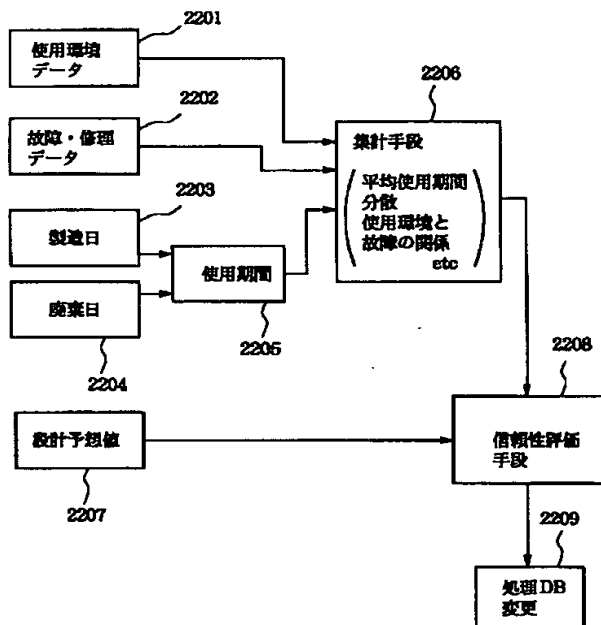 2201
使用環境
データ
2202
故障・修理
データ
2203
製造日
廃棄日
2204
使用期間
2205
2206
集計手段
平均使用期間
分散
使用環境と
故障の関係
etc
設計予想値
2207
2208
信頼性評価
手段
2209
処理DB
変更